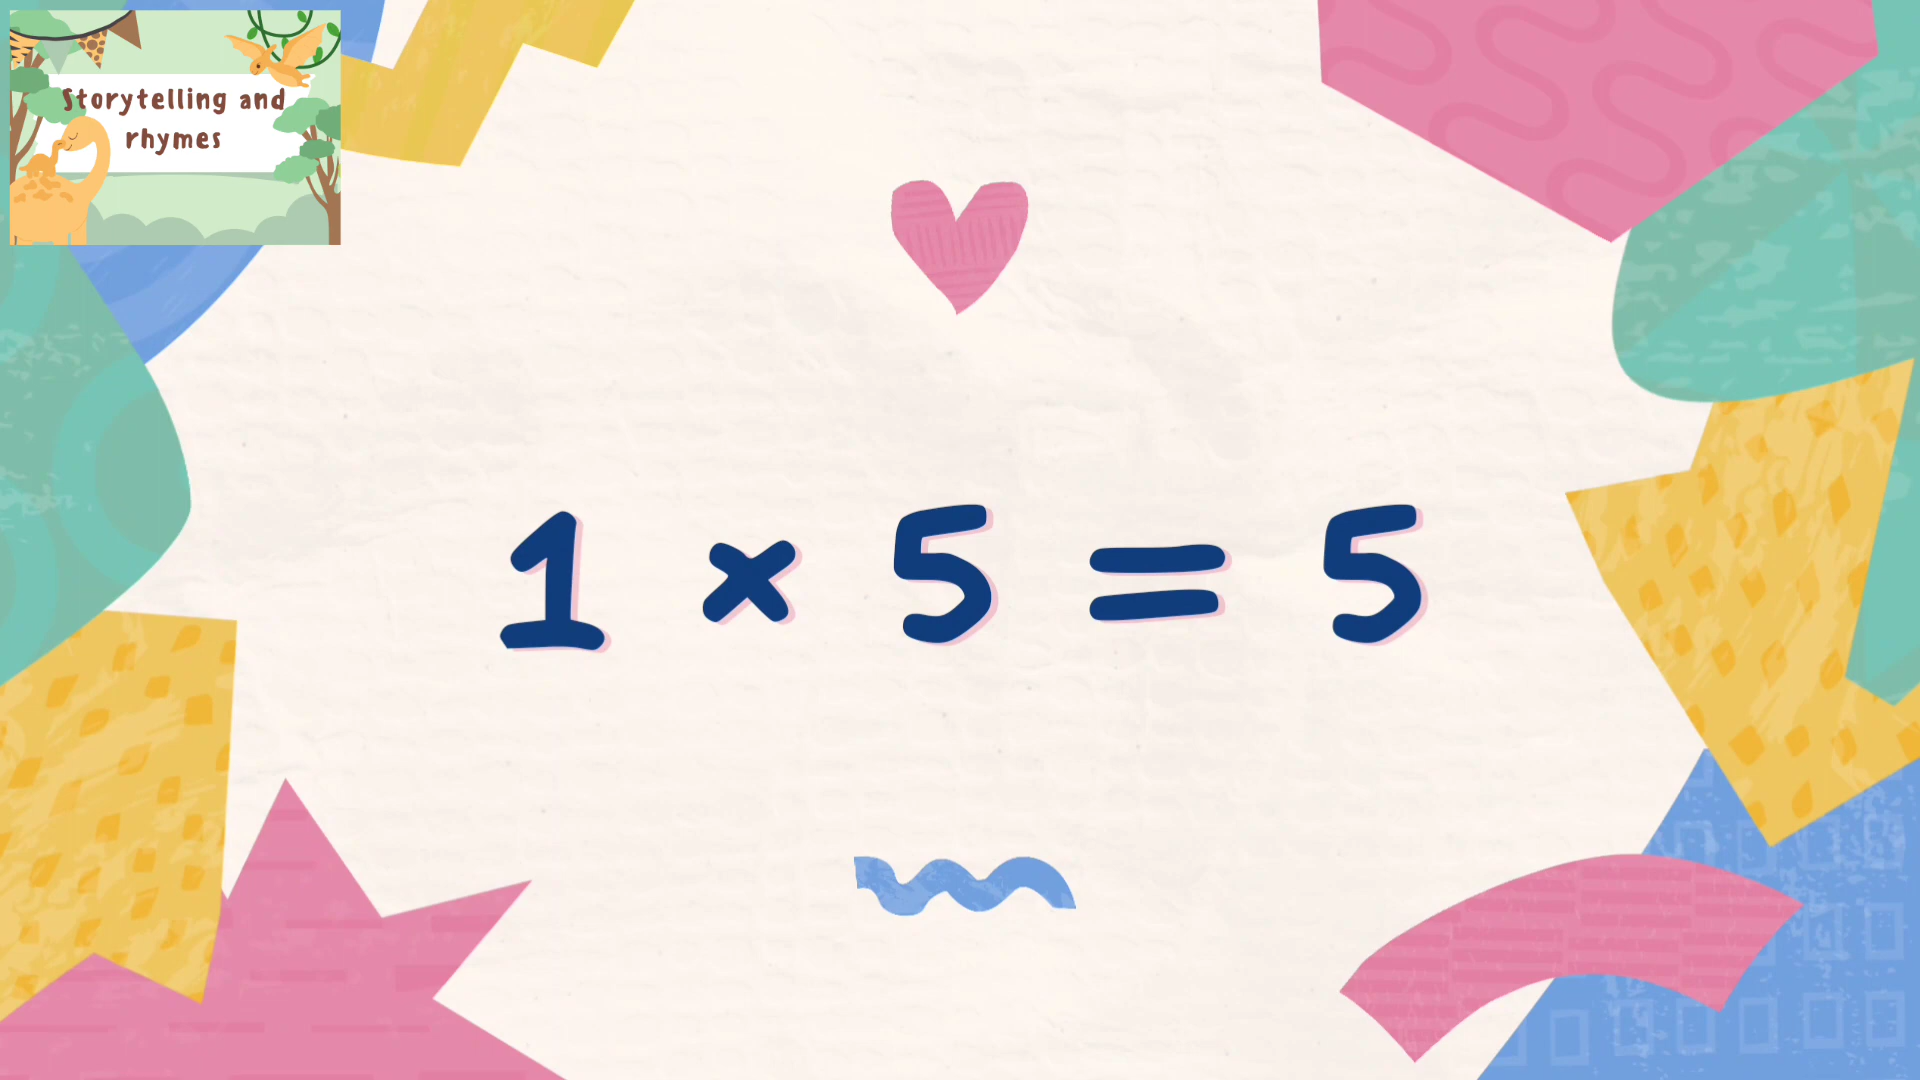 Storytelling and
rhymes
1 × 5 = 5